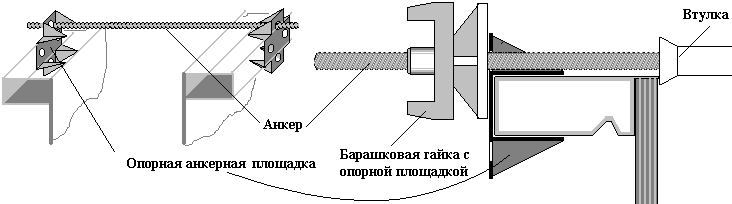 Втулка
Анкер
Опорная анкерная площадка
Барашковая гайка с
опорной площадкой